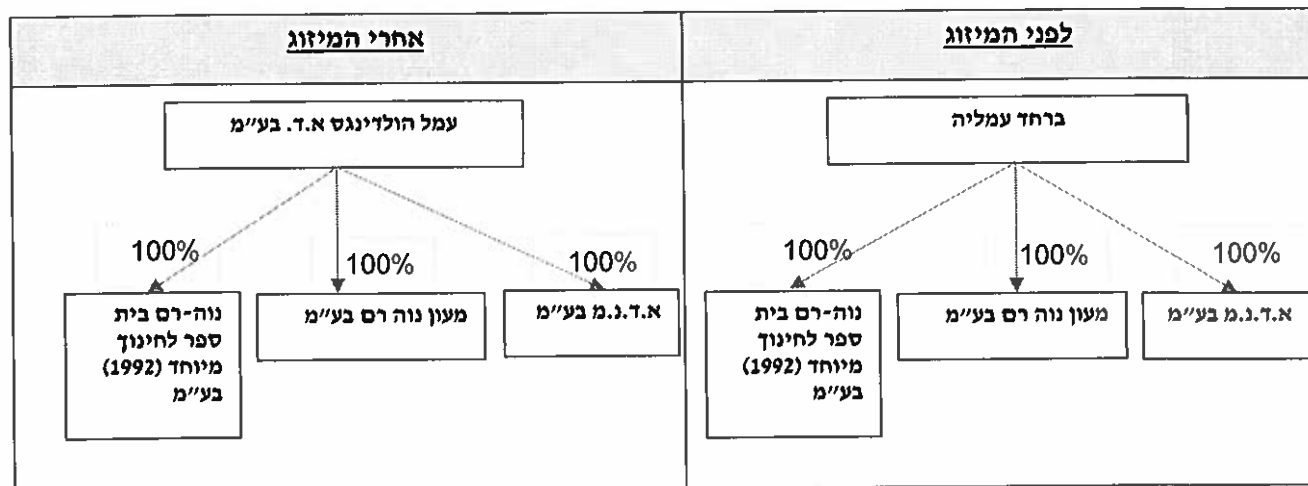 לפני המיזוג
ברחד עמליה
100%
100%
100%
א.ד.נ.מ בע״מ
מעון נוה רם בע״מ
נוה-רם בית
ספר לחינוך
מיוחד (1992)
בע״מ
אחרי המיזוג
עמל הולדינגס א.ד. בע״מ
100%
100%
100%
א.ד.נ.מ בע״מ
מעון נוה רם בע״מ
נוה-רם בית
ספר לחינוך
מיוחד (1992)
בע״מ